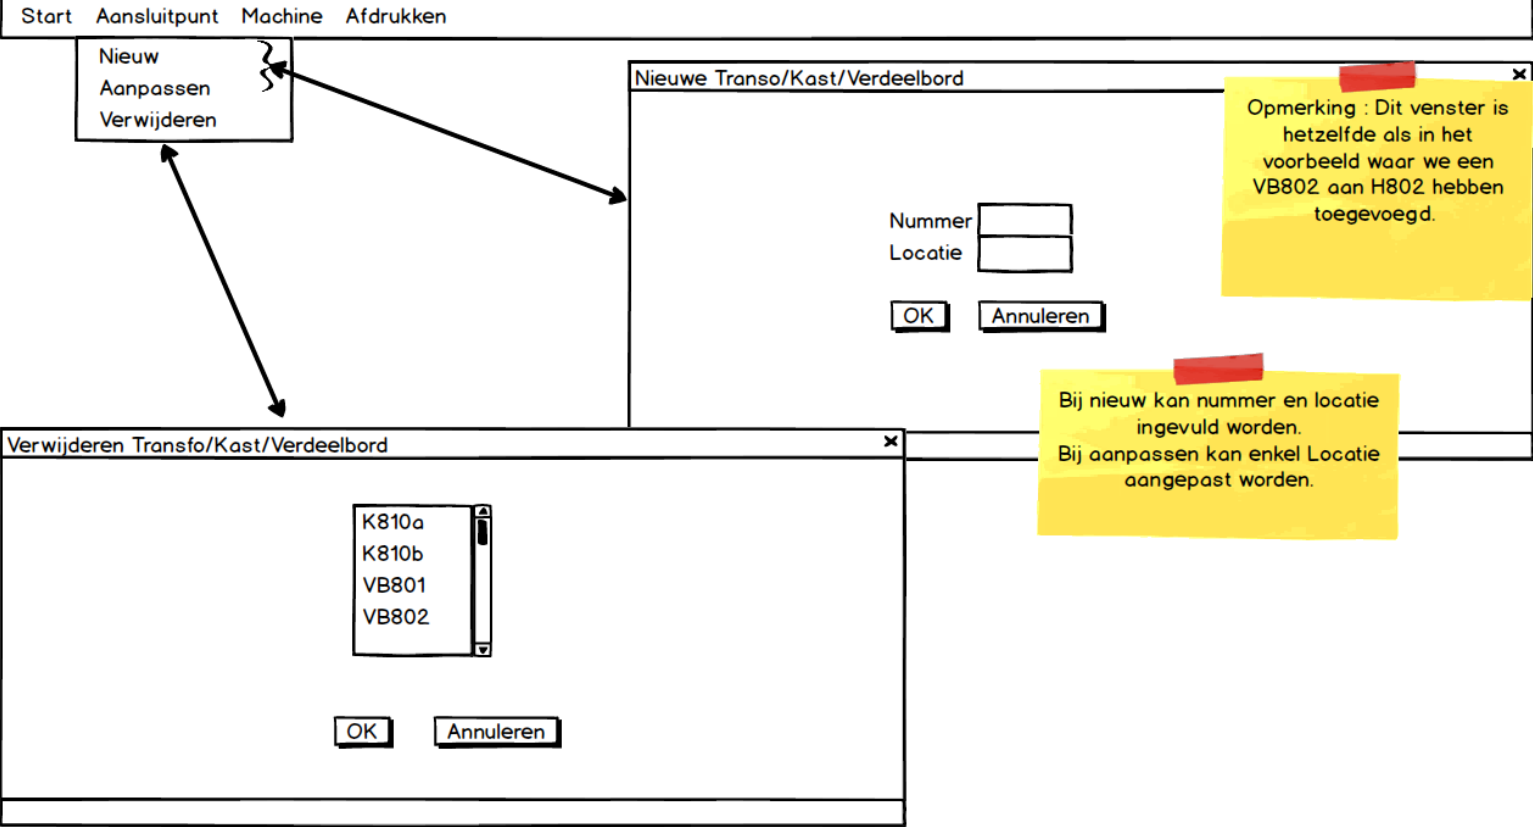 Start Aansluitpunt Machine Afdrukken
Nieuw
Aanpassen
Verwijderen
Nieuwe Transo/Kast/Verdeelbord
Opmerking : Dit venster is
hetzelfde als in het
voorbeeld waar we een
VB802 aan H802 hebben
toegevoegd.
Nummer
Locatie
OK Annuleren
Bij nieuw kan nummer en locatie
ingevuld worden.
Bij aanpassen kan enkel Locatie
aangepast worden.
Verwijderen Transfo/Kast/Verdeelbord
K810a
K810b
VB801
VB802
OK Annuleren